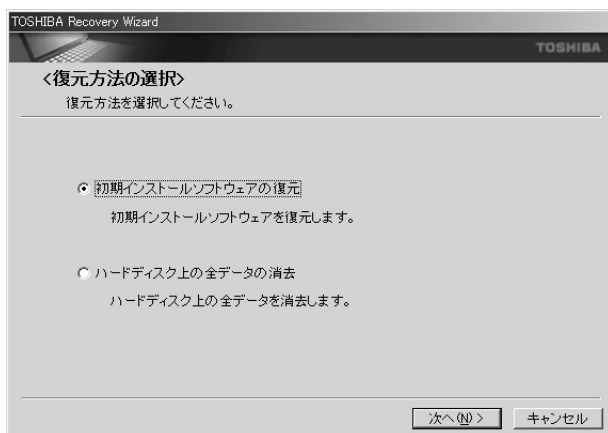 TOSHIBA Recovery Wizard
TOSHIBA
<復元方法の選択>
復元方法を選択してください。
初期インストールソフトウェアの復元
初期インストールソフトウェアを復元します。
ハードディスク上の全データの消去
ハードディスク上の全データを消去します。
次へ(N) > キャンセル